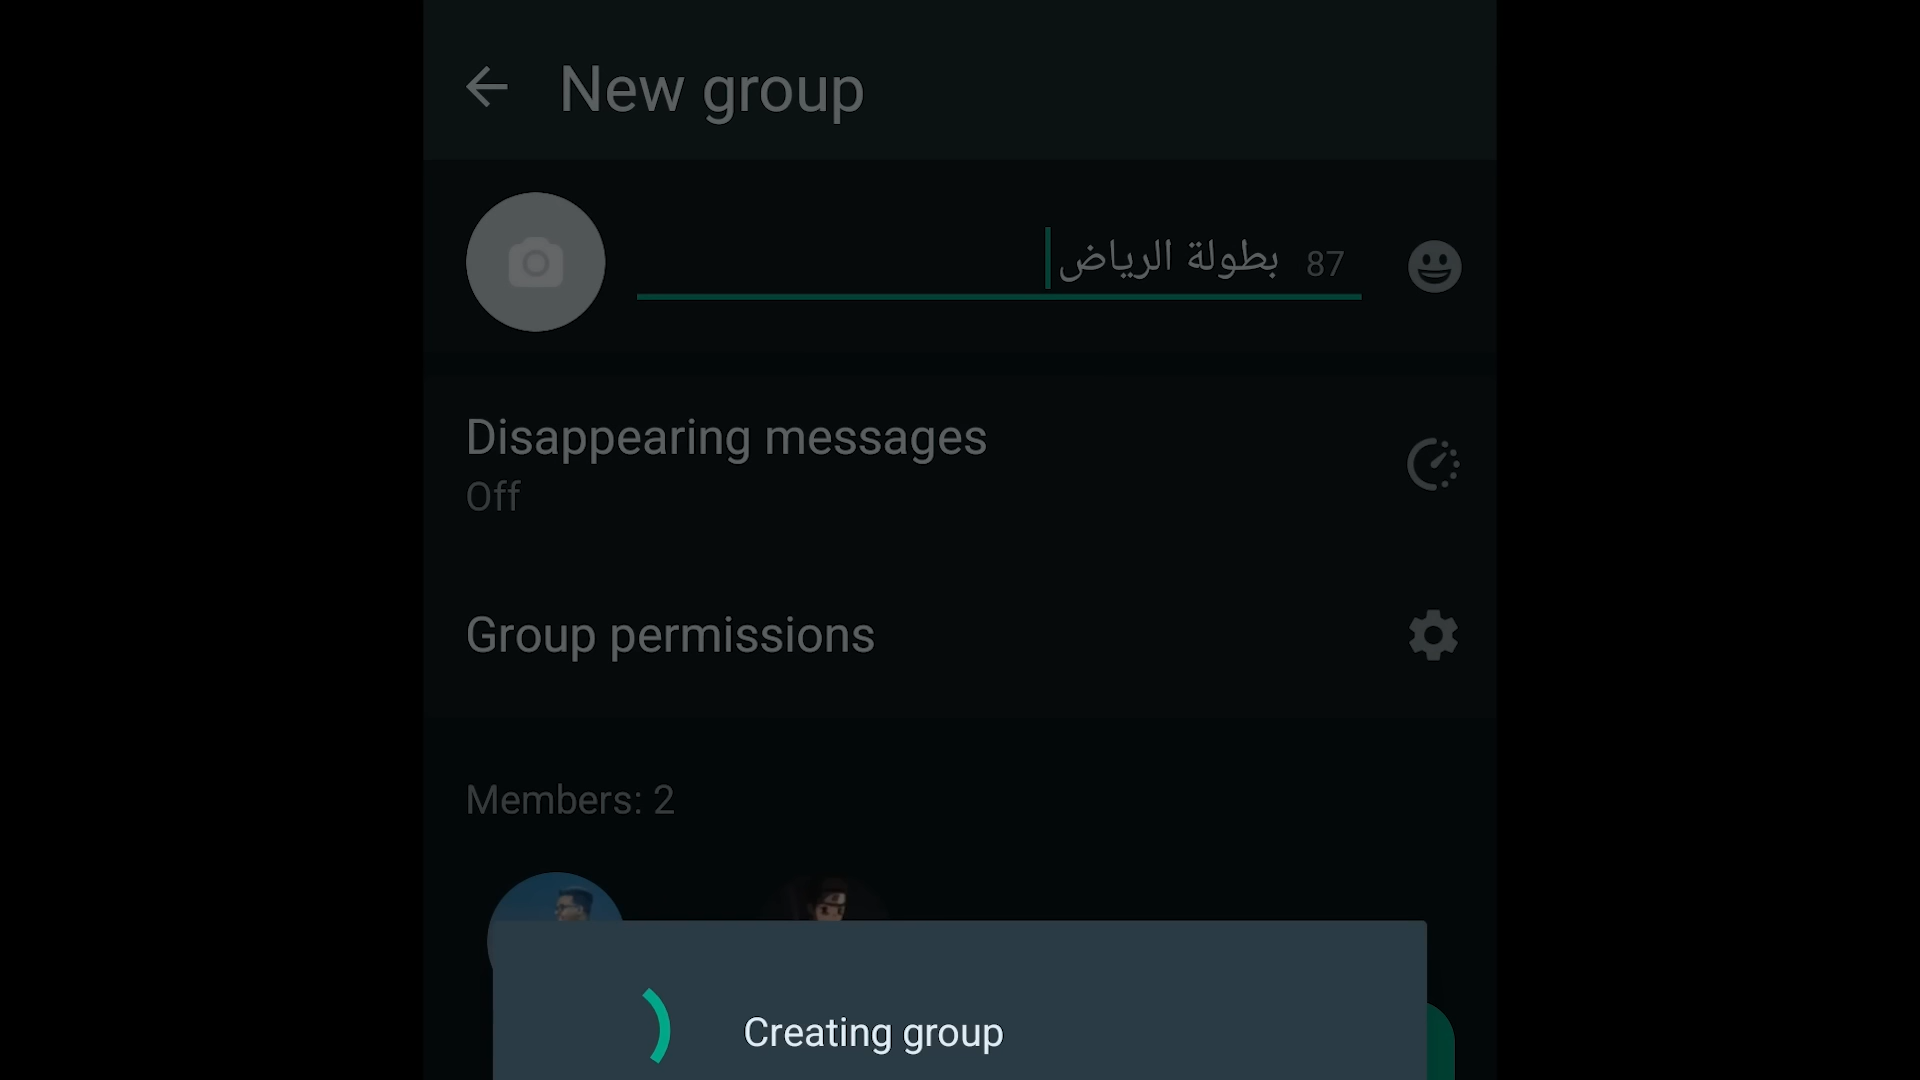 New group
بطولة الرياض 87
Disappearing messages
Off
Group permissions
Members: 2
Creating group